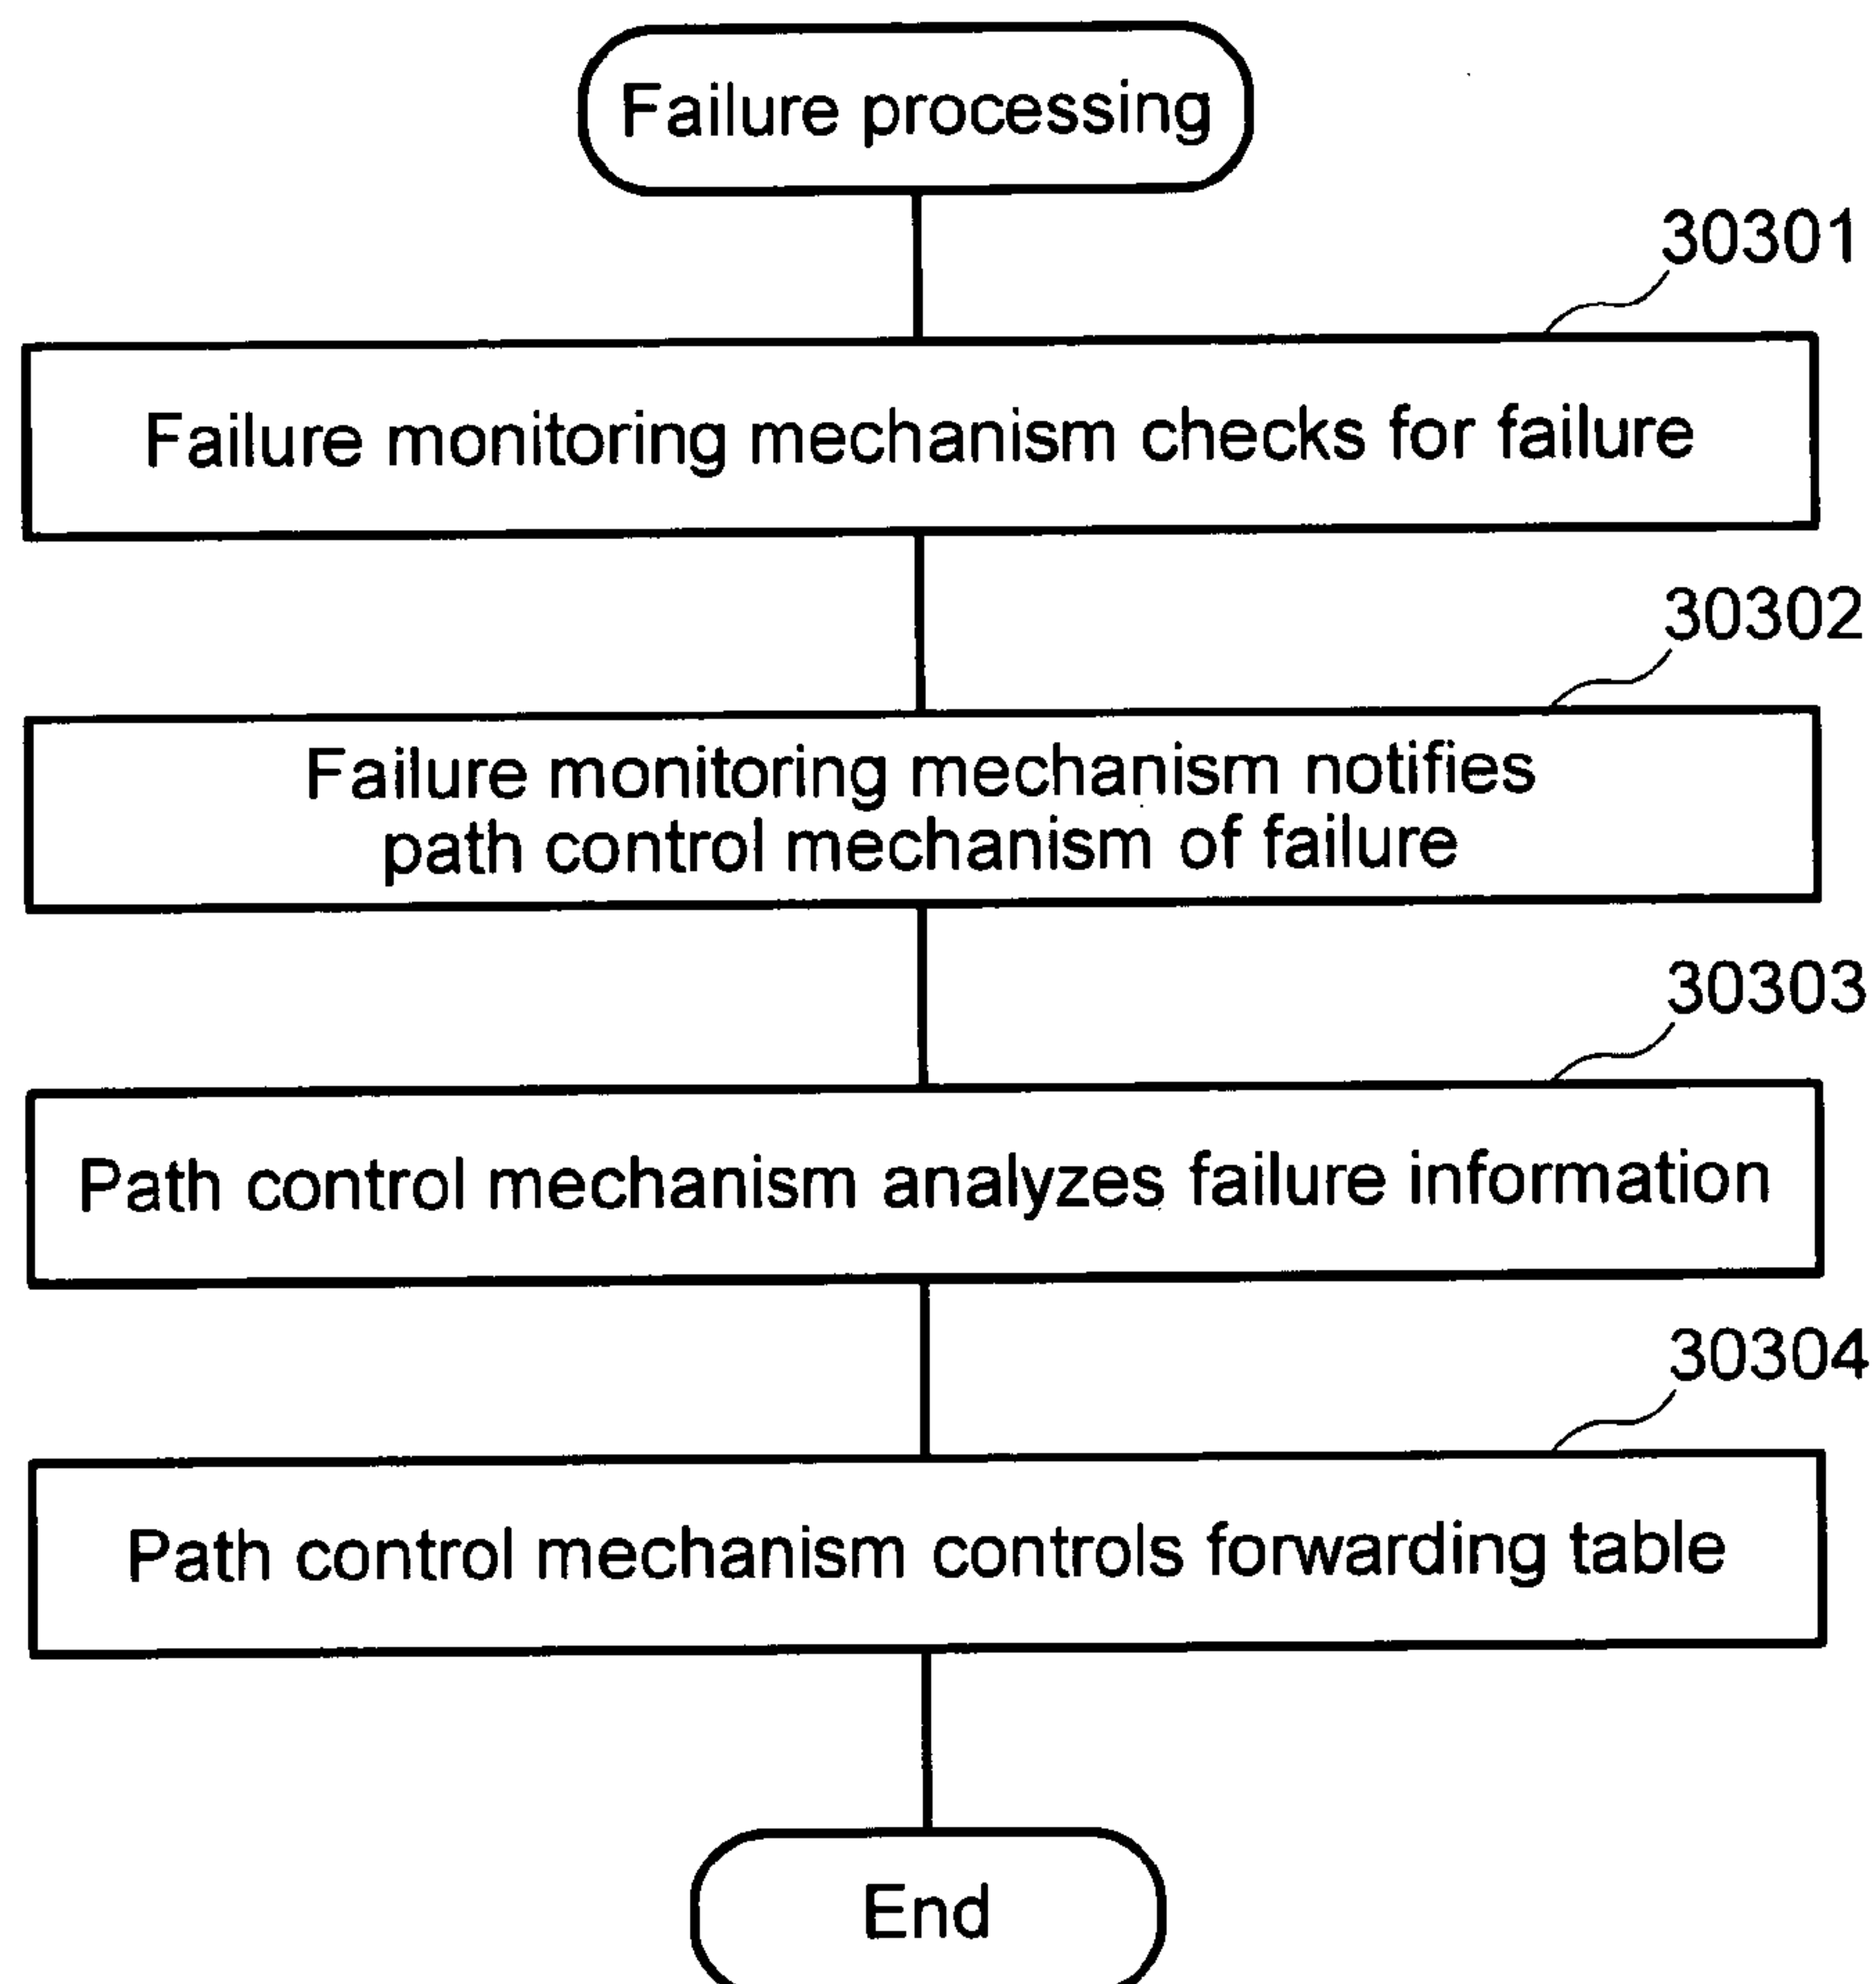 Failure processing
30301
Failure monitoring mechanism checks for failure
30302
Failure monitoring mechanism notifies
path control mechanism of failure
30303
Path control mechanism analyzes failure information
30304
Path control mechanism controls forwarding table
End